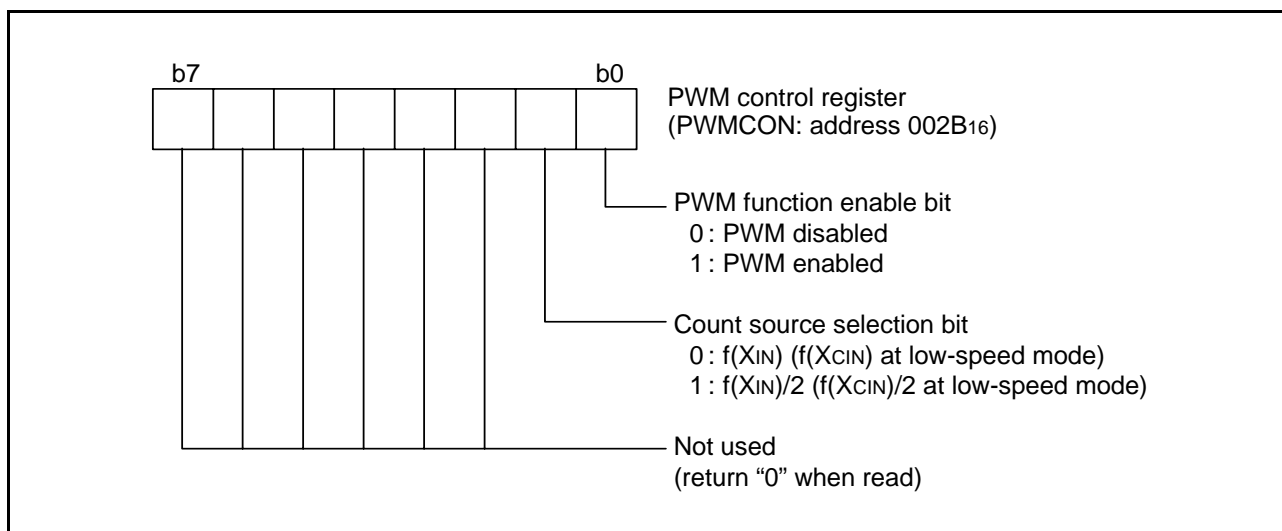 b7 b0
PWM control register
(PWMCON: address 002B16)
PWM function enable bit
0 : PWM disabled
1 : PWM enabled
Count source selection bit
0 : f(XIN) (f(XCIN) at low-speed mode)
1 : f(XIN)/2 (f(XCIN)/2 at low-speed mode)
Not used
(return “0” when read)